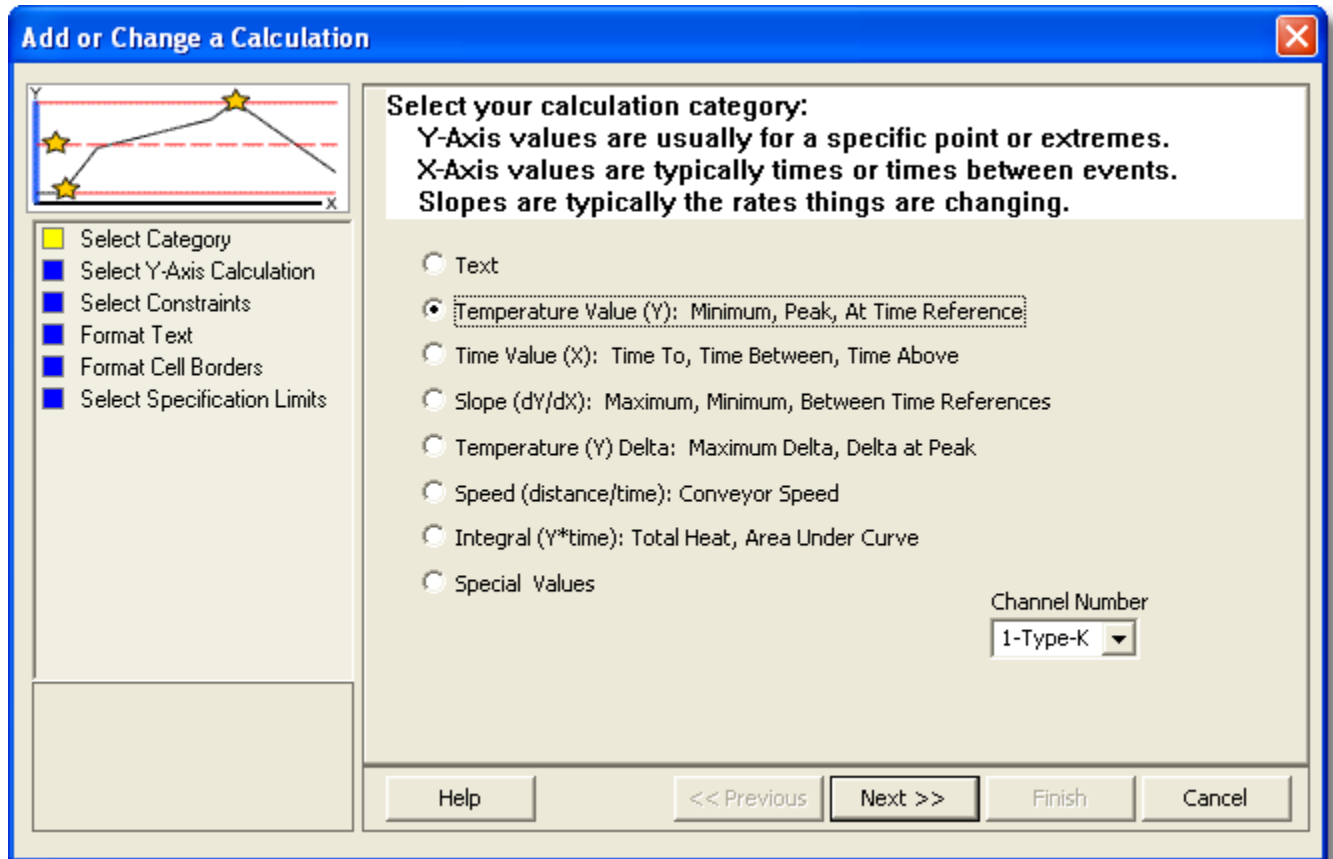 Add or Change a Calculation
Y
X
Select Category
Select Y-Axis Calculation
Select Constraints
Format Text
Format Cell Borders
Select Specification Limits
Select your calculation category:
Y-Axis values are usually for a specific point or extremes.
X-Axis values are typically times or times between events.
Slopes are typically the rates things are changing.
Text
Temperature Value (Y): Minimum, Peak, At Time Reference
Time Value (X): Time To, Time Between, Time Above
Slope (dY/dX): Maximum, Minimum, Between Time References
Temperature (Y) Delta: Maximum Delta, Delta at Peak
Speed (distance/time): Conveyor Speed
Integral (Y*time): Total Heat, Area Under Curve
Special Values
Channel Number
1-Type-K
Help
<< Previous
Next >>
Finish
Cancel